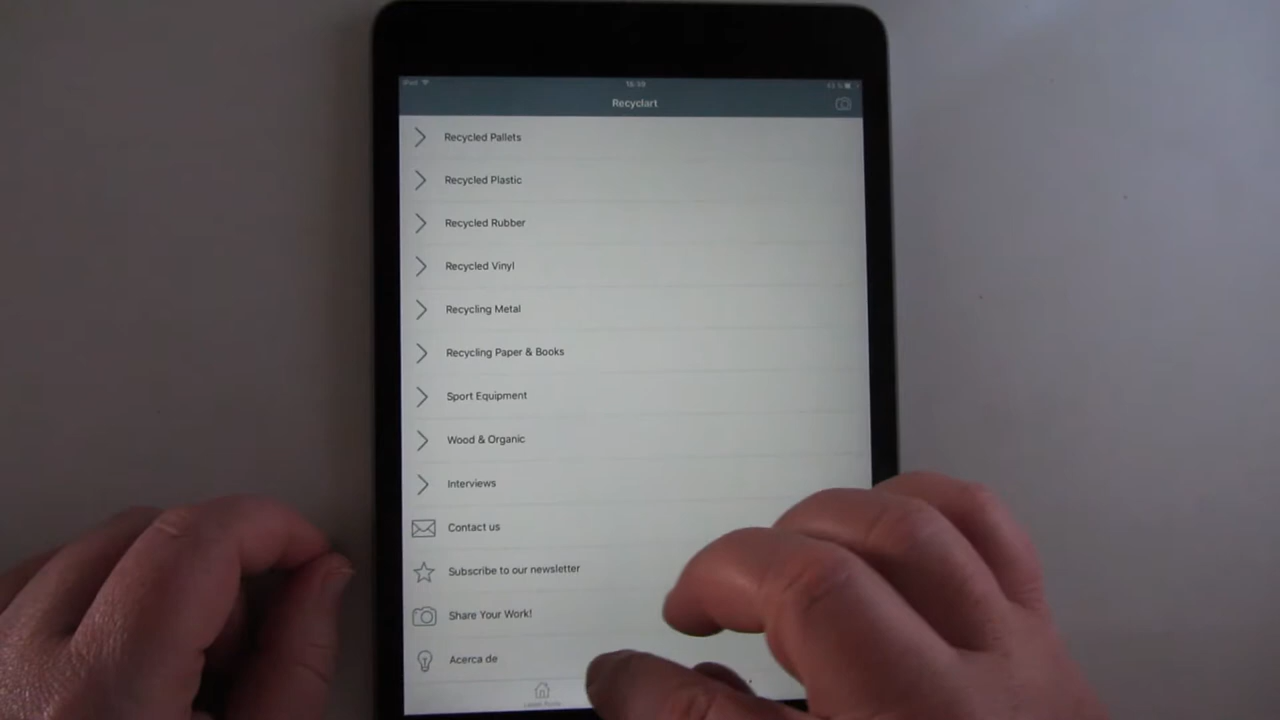 iPad
Recyclart
Recycled Pallets
Recycled Plastic
Recycled Rubber
Recycled Vinyl
Recycling Metal
Recycling Paper & Books
Sport Equipment
Wood & Organic
Interviews
Contact us
Subscribe to our newsletter
Share Your Work!
Acerca de